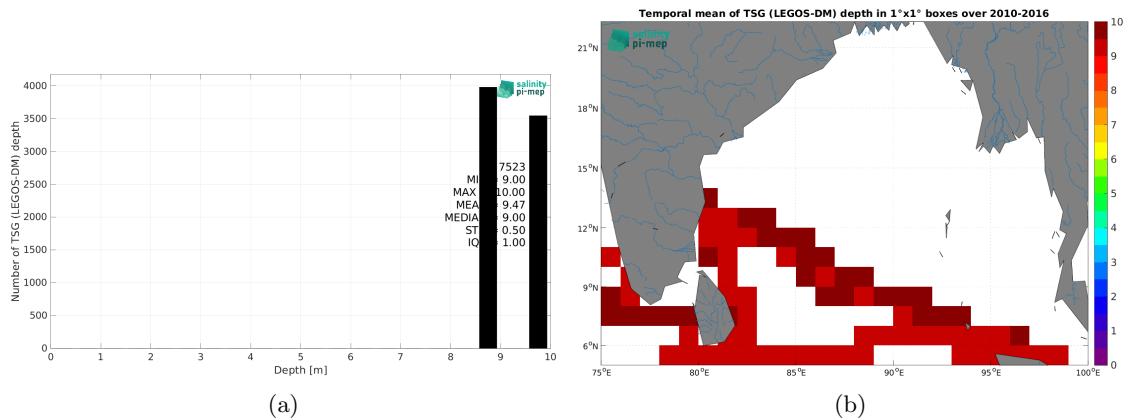 Temporal mean of TSG (LEGOS-DM) depth in 1°x1° boxes over 2010-2016
salinity
pi-mep
4000
3500
3000
2500
2000
1500
1000
500
0
Number of TSG (LEGOS-DM) depth
7523
9.00
MAX 10.00
9.47
MEDIA 9.00
0.50
1.00
0 1 2 3 4 5 6 7 8 9 10
Depth [m]
(a)
salinity
pi-mep
21°N
18°N
15°N
12°N
9°N
6°N
75°E 80°E 85°E 90°E 95°E 100°E
10
9
8
7
6
5
4
3
2
1
0
(b)